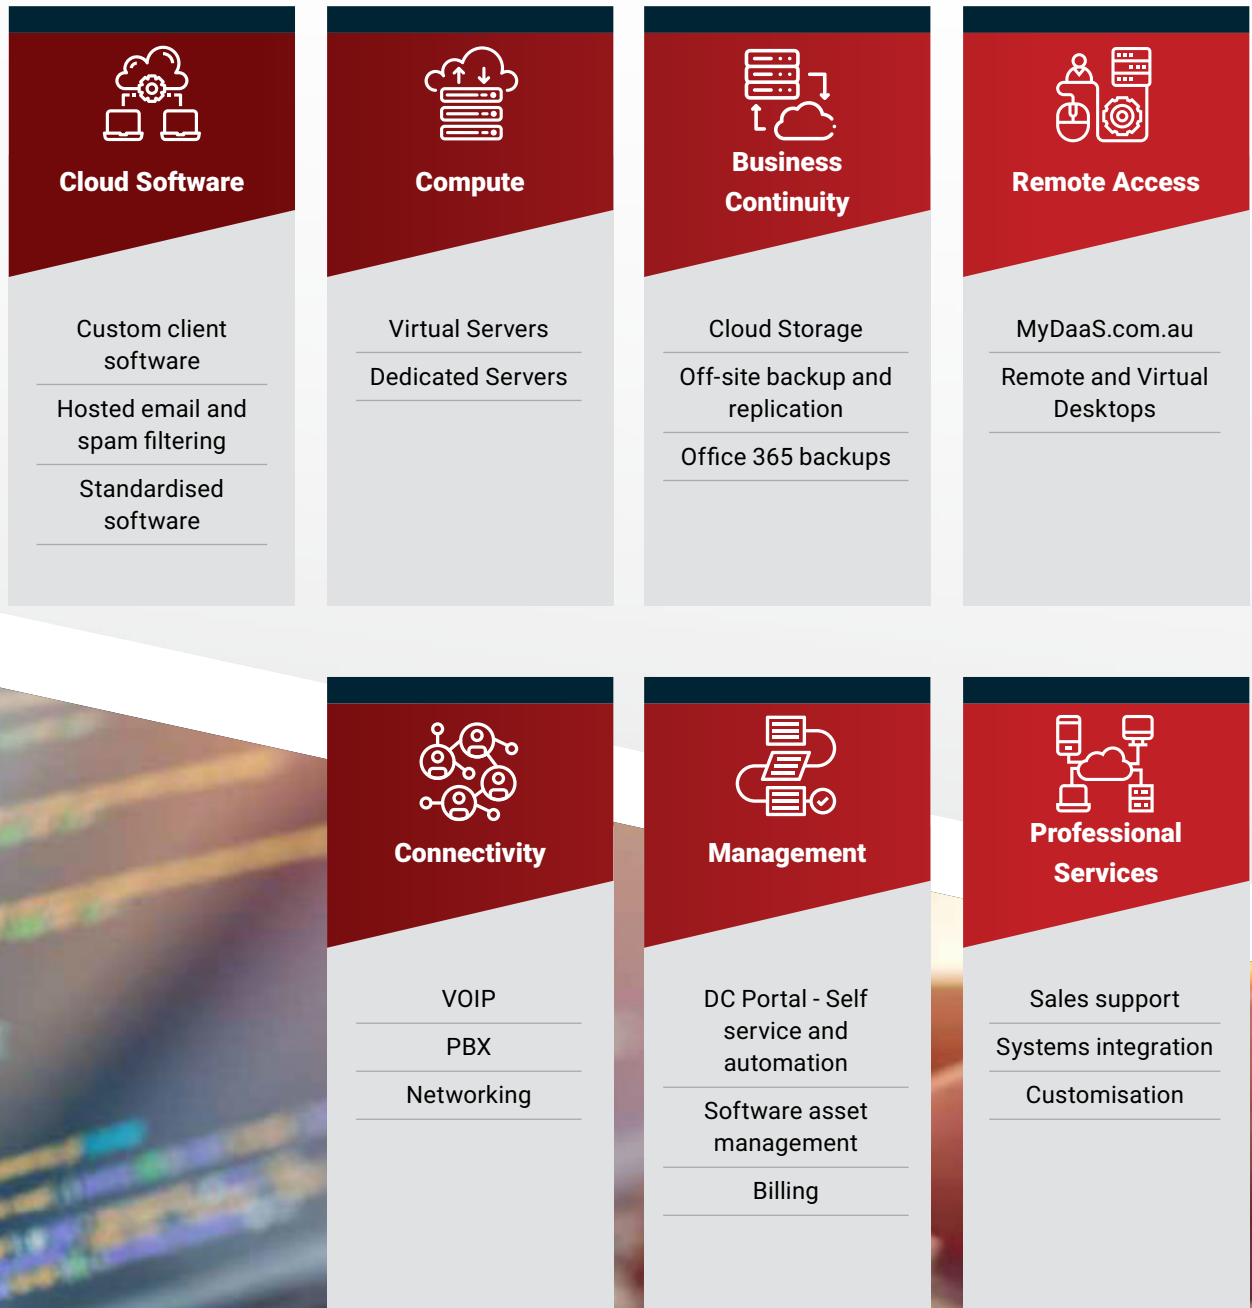 Cloud Software
Custom client
software
Hosted email and
spam filtering
Standardised
software
Compute
Virtual Servers
Dedicated Servers
Business
Continuity
Cloud Storage
Off-site backup and
replication
Office 365 backups
Remote Access
MyDaaS.com.au
Remote and Virtual
Desktops
Connectivity
VOIP
PBX
Networking
Management
DC Portal - Self
service and
automation
Software asset
management
Billing
Professional
Services
Sales support
Systems integration
Customisation